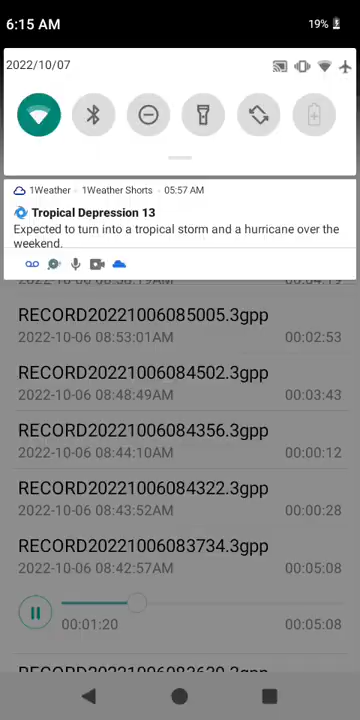 6:15 AM
19%
2022/10/07
1Weather • 1Weather Shorts • 05:57 AM
Tropical Depression 13
Expected to turn into a tropical storm and a hurricane over the
weekend.
RECORD20221006085005.3gpp
2022-10-06 08:53:01AM 00:02:53
RECORD20221006084502.3gpp
2022-10-06 08:48:49AM 00:03:43
RECORD20221006084356.3gpp
2022-10-06 08:44:10AM 00:00:12
RECORD20221006084322.3gpp
2022-10-06 08:43:52AM 00:00:28
RECORD20221006083734.3gpp
2022-10-06 08:42:57AM 00:05:08
00:01:20 00:05:08